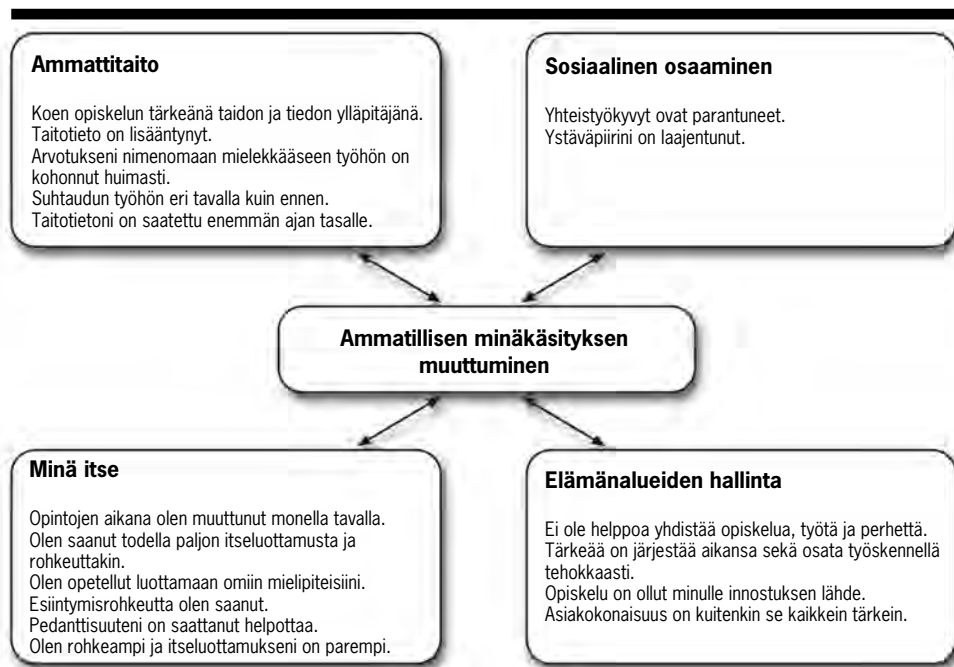 Ammattitaito
Koen opiskelun tärkeänä taidon ja tiedon ylläpitäjänä.
Taitotieto on lisääntynyt.
Arvotukseni nimenomaan mielekkääseen työhön on
kohonnut huimasti.
Suhtaudun työhön eri tavalla kuin ennen.
Taitotietoni on saatettu enemmän ajan tasalle.
Sosiaalinen osaaminen
Yhteistyökyvyt ovat parantuneet.
Ystäväpiirini on laajentunut.
Ammatillisen minäkäsityksen
muuttuminen
Minä itse
Opintojen aikana olen muuttunut monella tavalla.
Olen saanut todella paljon itseluottamusta ja
rohkeuttakin.
Olen opetellut luottamaan omiin mielipiteisiini.
Esiintymisrohkeutta olen saanut.
Pedanttisuuteni on saattanut helpottaa.
Olen rohkeampi ja itseluottamukseni on parempi.
Elämänalueiden hallinta
Ei ole helppoa yhdistää opiskelua, työtä ja perhettä.
Tärkeää on järjestää aikansa sekä osata työskennellä
tehokkaasti.
Opiskelu on ollut minulle innostuksen lähde.
Asiakokonaisuus on kuitenkin se kaikkein tärkein.